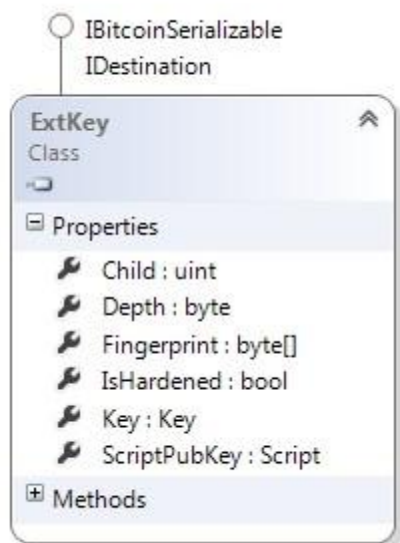 IBitcoinSerializable
IDestination
ExtKey
Class
Properties
Child : uint
Depth : byte
Fingerprint : byte[]
IsHardened : bool
Key : Key
ScriptPubKey : Script
Methods